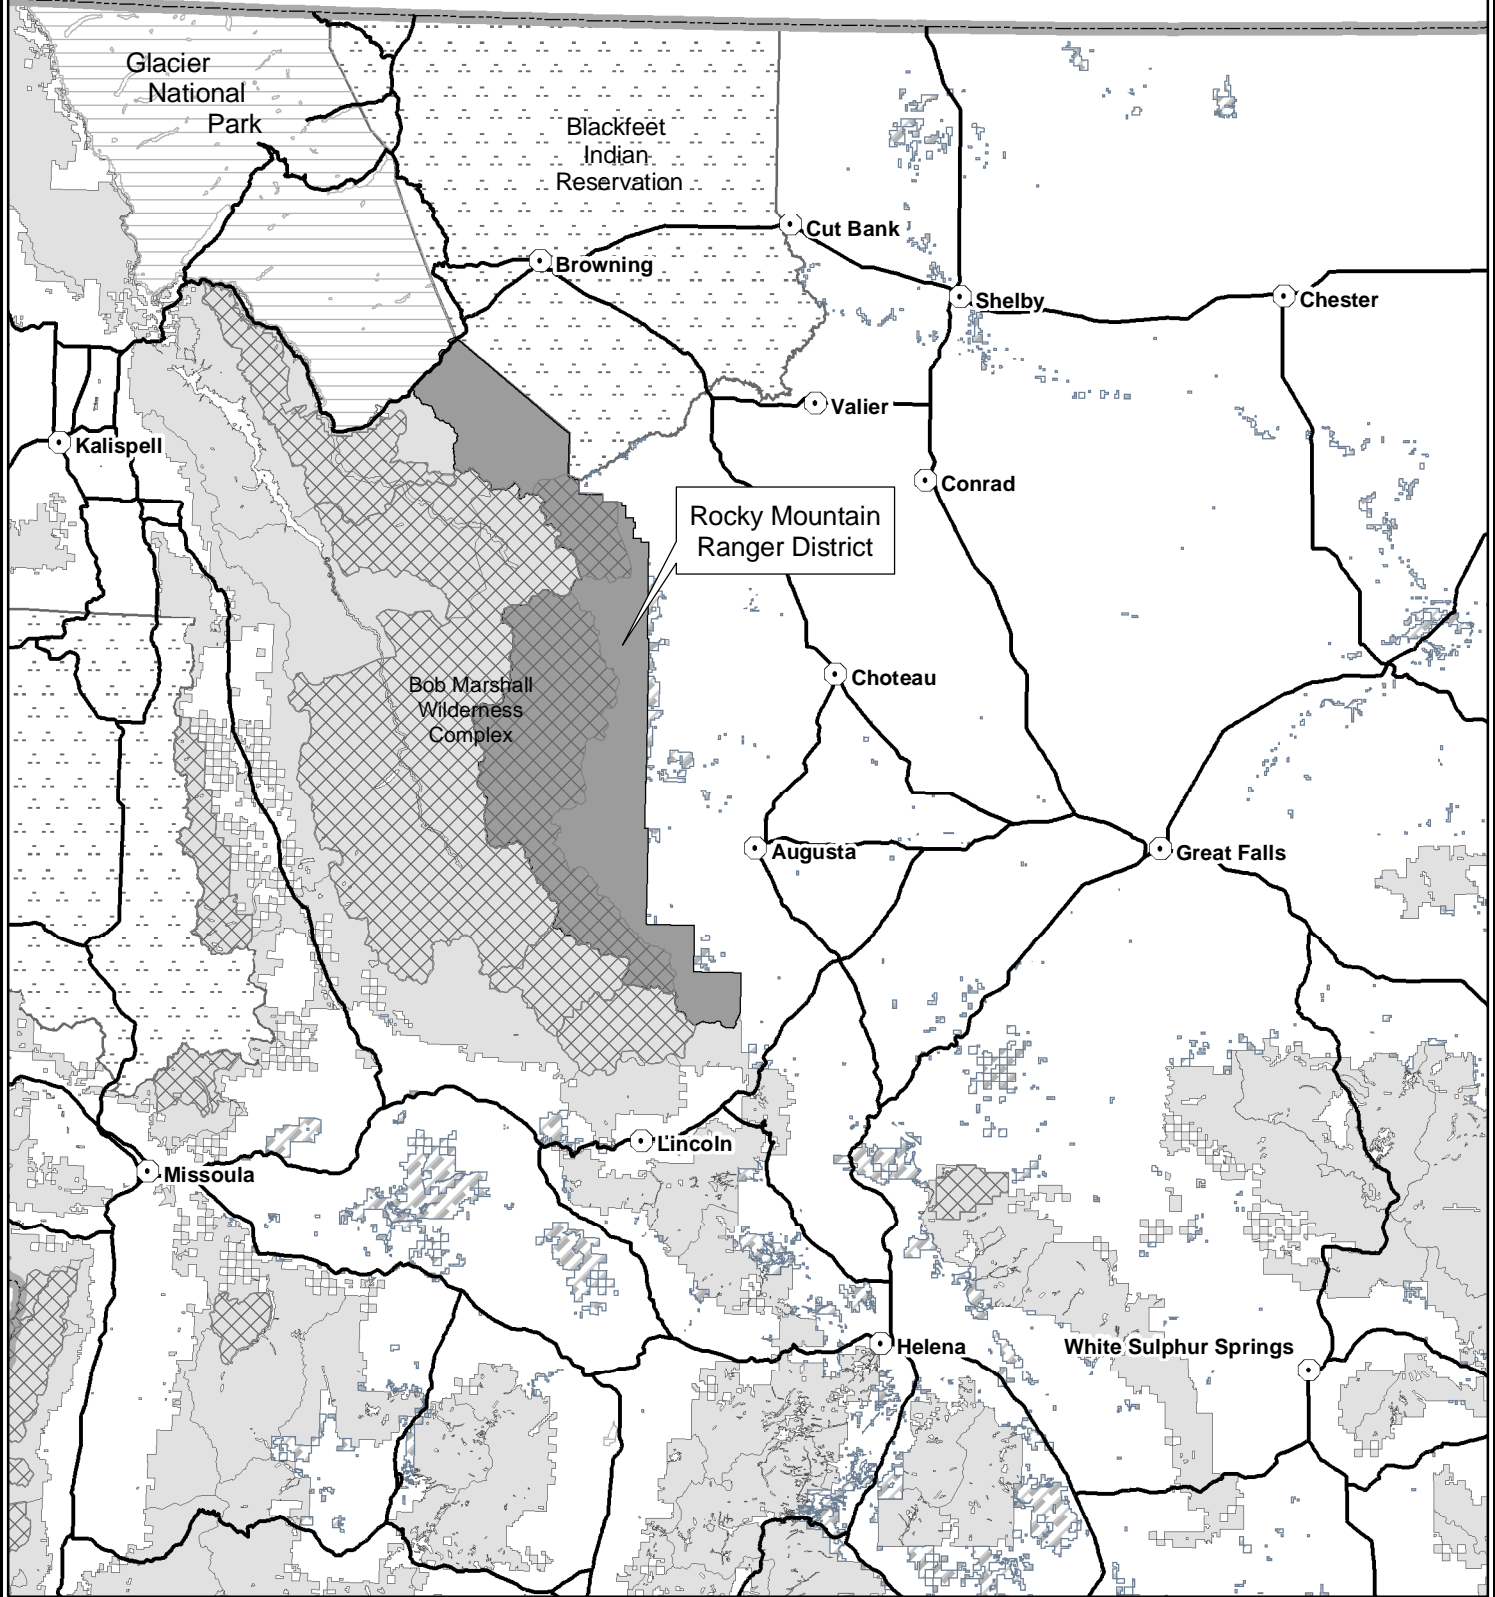 Glacier
National
Park
Blackfeet
Indian
Reservation
Cut Bank
Browning
Shelby
Chester
Valier
Kalispell
Conrad
Rocky Mountain
Ranger District
Choteau
Bob Marshall
Wilderness
Complex
Augusta
Great Falls
Lincoln
Missoula
Helena
White Sulphur Springs